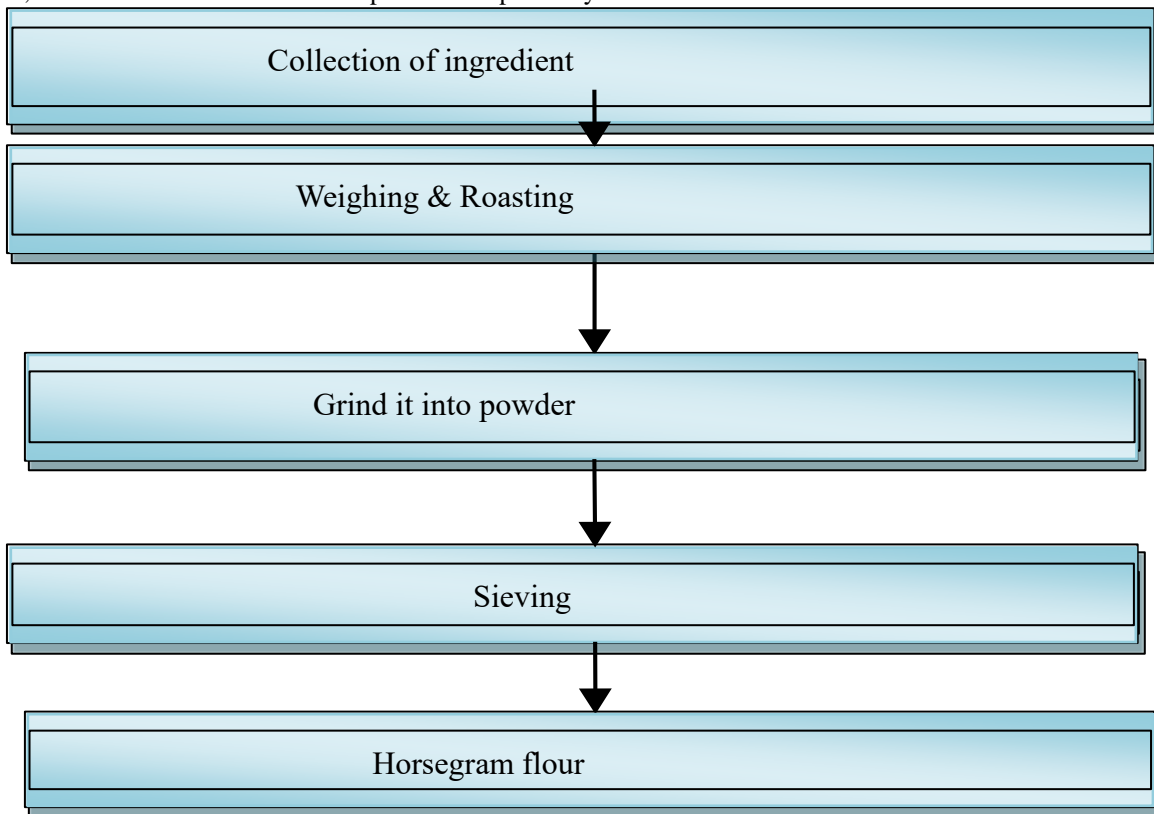 Collection of ingredient
Weighing & Roasting
Grind it into powder
Sieving
Horsegram flour